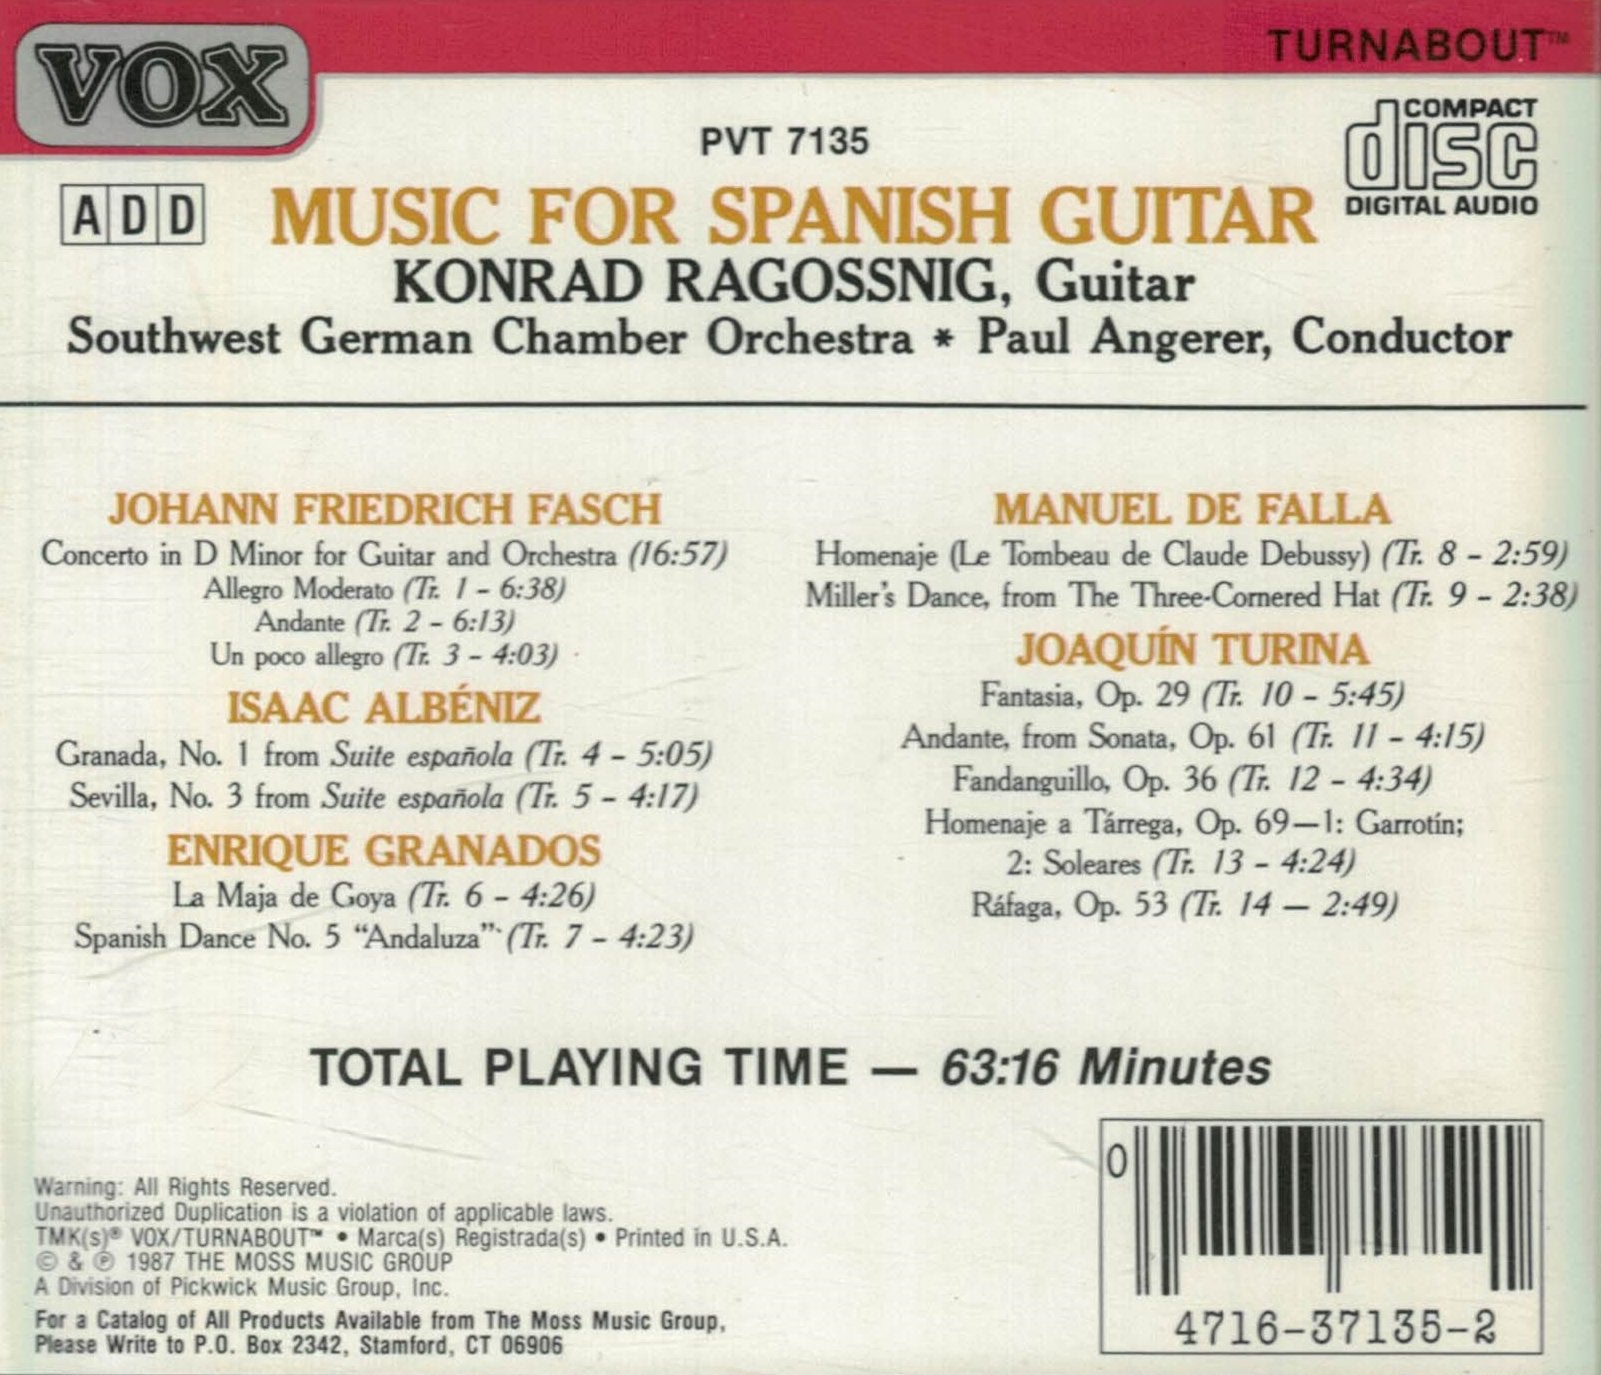 VOX
TURNABOUT™
PVT 7135
COMPACT
disc
DIGITAL AUDIO
ADD
MUSIC FOR SPANISH GUITAR
KONRAD RAGOSSNIG, Guitar
Southwest German Chamber Orchestra * Paul Angerer, Conductor
JOHANN FRIEDRICH FASCH
Concerto in D Minor for Guitar and Orchestra (16:57)
Allegro Moderato (Tr. 1 – 6:38)
Andante (Tr. 2 – 6:13)
Un poco allegro (Tr. 3 – 4:03)
ISAAC ALBÉNIZ
Granada, No. 1 from Suite española (Tr. 4 – 5:05)
Sevilla, No. 3 from Suite española (Tr. 5 – 4:17)
ENRIQUE GRANADOS
La Maja de Goya (Tr. 6 – 4:26)
Spanish Dance No. 5 “Andaluza” (Tr. 7 – 4:23)
MANUEL DE FALLA
Homenaje (Le Tombeau de Claude Debussy) (Tr. 8 – 2:59)
Miller's Dance, from The Three-Cornered Hat (Tr. 9 – 2:38)
JOAQUÍN TURINA
Fantasia, Op. 29 (Tr. 10 – 5:45)
Andante, from Sonata, Op. 61 (Tr. 11 – 4:15)
Fandanguillo, Op. 36 (Tr. 12 – 4:34)
Homenaje a Tárrega, Op. 69—1: Garrotín;
2: Soleares (Tr. 13 – 4:24)
Ráfaga, Op. 53 (Tr. 14 — 2:49)
TOTAL PLAYING TIME — 63:16 Minutes
Warning: All Rights Reserved.
Unauthorized Duplication is a violation of applicable laws.
TMK(s)® VOX/TURNABOUT™ • Marca(s) Registrada(s) • Printed in U.S.A.
© & ℗ 1987 THE MOSS MUSIC GROUP
A Division of Pickwick Music Group, Inc.
For a Catalog of All Products Available from The Moss Music Group,
Please Write to P.O. Box 2342, Stamford, CT 06906
0
4716-37135-2